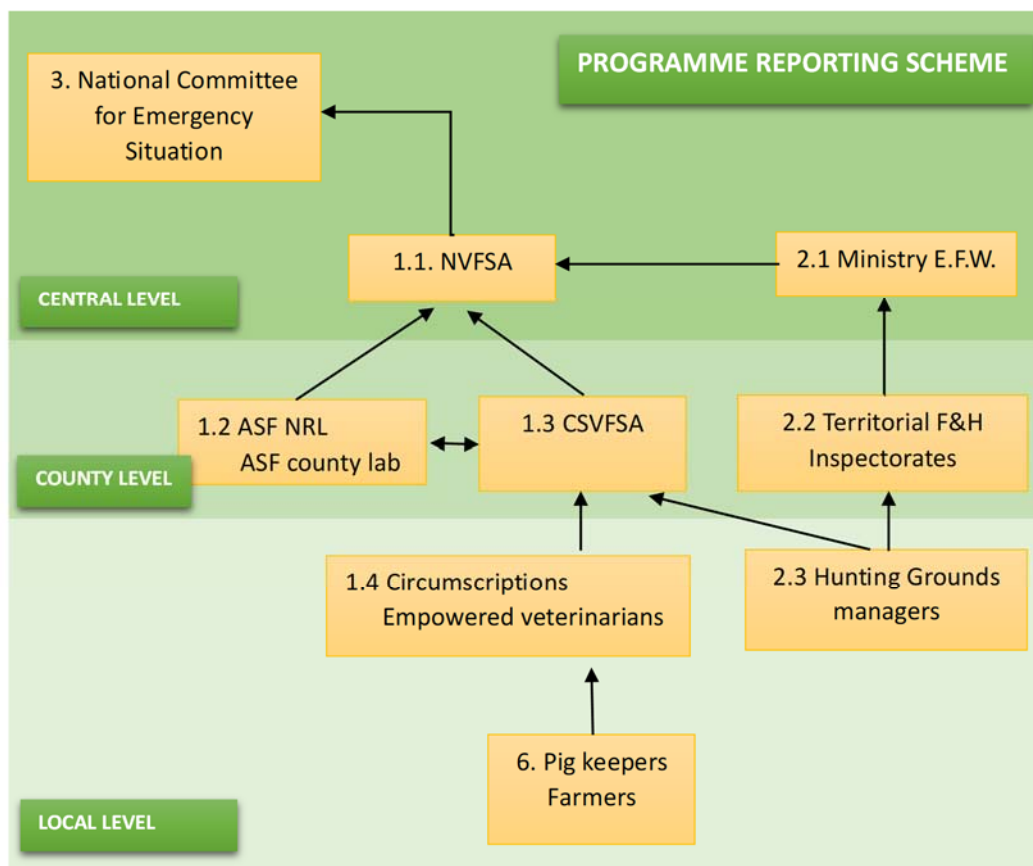 PROGRAMME REPORTING SCHEME
3. National Committee
for Emergency
Situation
1.1. NVFSA
2.1 Ministry E.F.W.
CENTRAL LEVEL
1.2 ASF NRL
ASF county lab
1.3 CSVFSA
2.2 Territorial F&H
Inspectorates
COUNTY LEVEL
1.4 Circumscriptions
Empowered veterinarians
2.3 Hunting Grounds
managers
6. Pig keepers
Farmers
LOCAL LEVEL